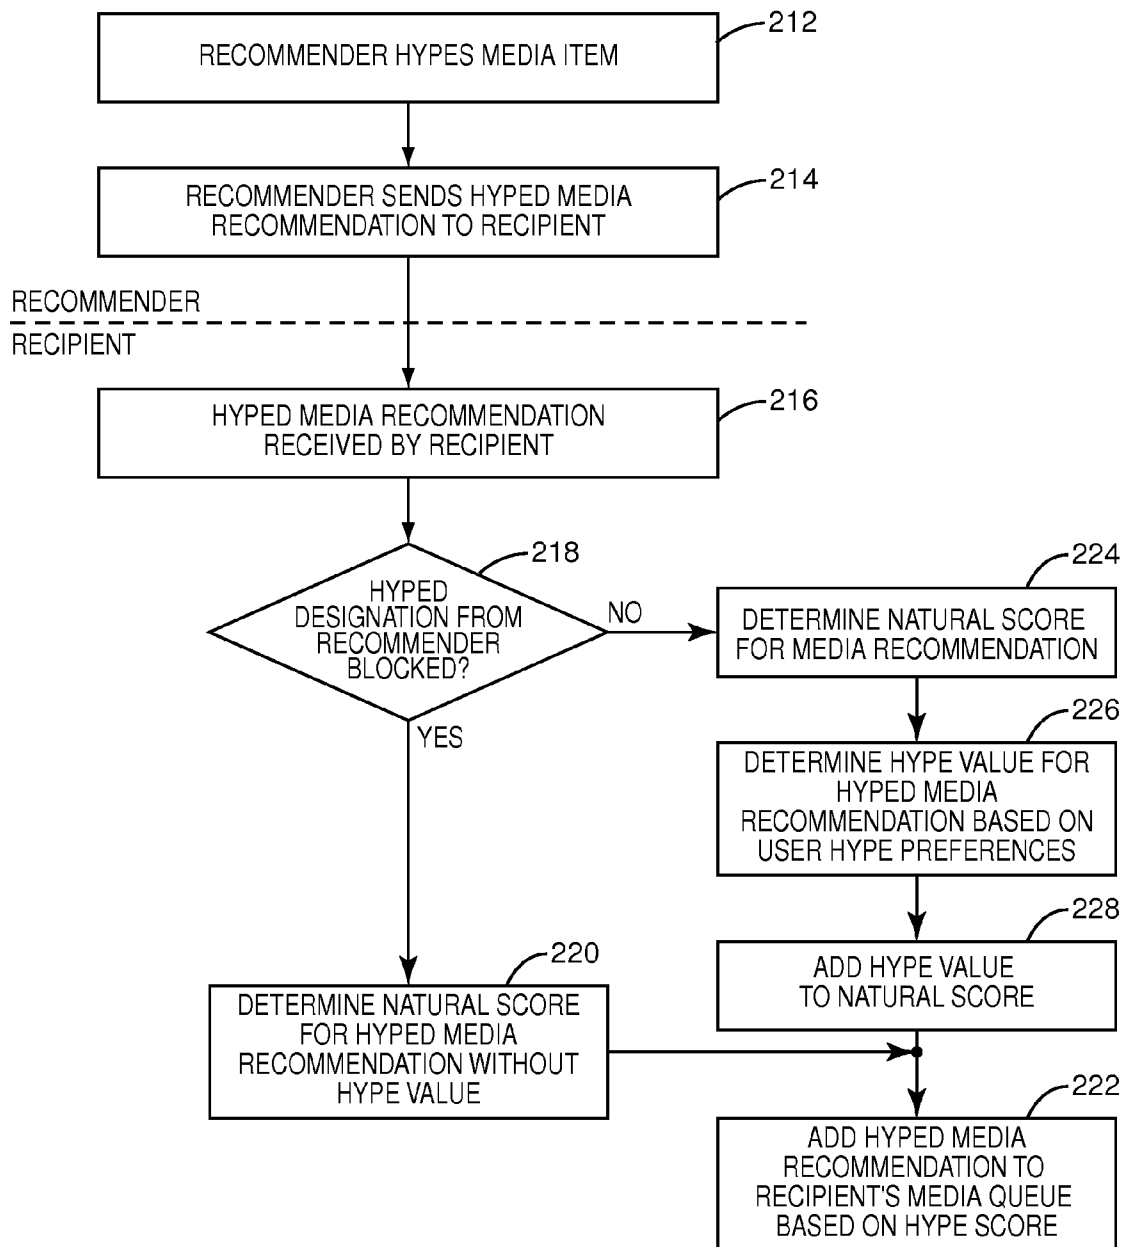 212
RECOMMENDER HYPES MEDIA ITEM
214
RECOMMENDER SENDS HYPED MEDIA
RECOMMENDATION TO RECIPIENT
RECOMMENDER
RECIPIENT
216
HYPED MEDIA RECOMMENDATION
RECEIVED BY RECIPIENT
218
HYPED
DESIGNATION FROM
RECOMMENDER
BLOCKED?
NO
YES
224
DETERMINE NATURAL SCORE
FOR MEDIA RECOMMENDATION
226
DETERMINE HYPE VALUE FOR
HYPED MEDIA
RECOMMENDATION BASED ON
USER HYPE PREFERENCES
228
ADD HYPE VALUE
TO NATURAL SCORE
220
DETERMINE NATURAL SCORE
FOR HYPED MEDIA
RECOMMENDATION WITHOUT
HYPE VALUE
222
ADD HYPED MEDIA
RECOMMENDATION TO
RECIPIENT'S MEDIA QUEUE
BASED ON HYPE SCORE